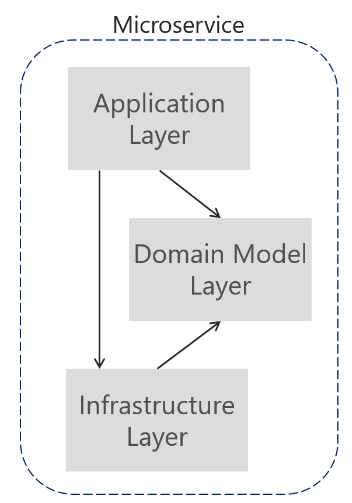 Microservice
Application
Layer
Domain Model
Layer
Infrastructure
Layer